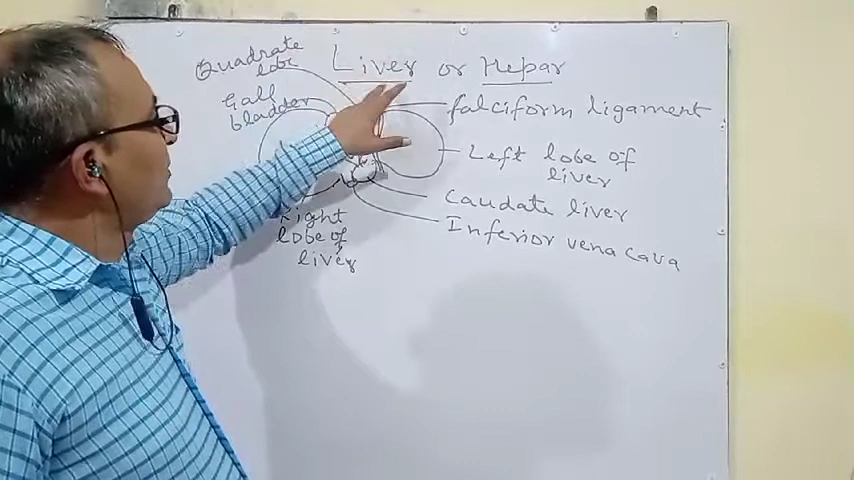 Liver or Hepar
Quadrate
lobe
Gall
bladder
falciform ligament
Left lobe of
liver
Caudate liver
Inferior vena cava
Right
lobe of
liver